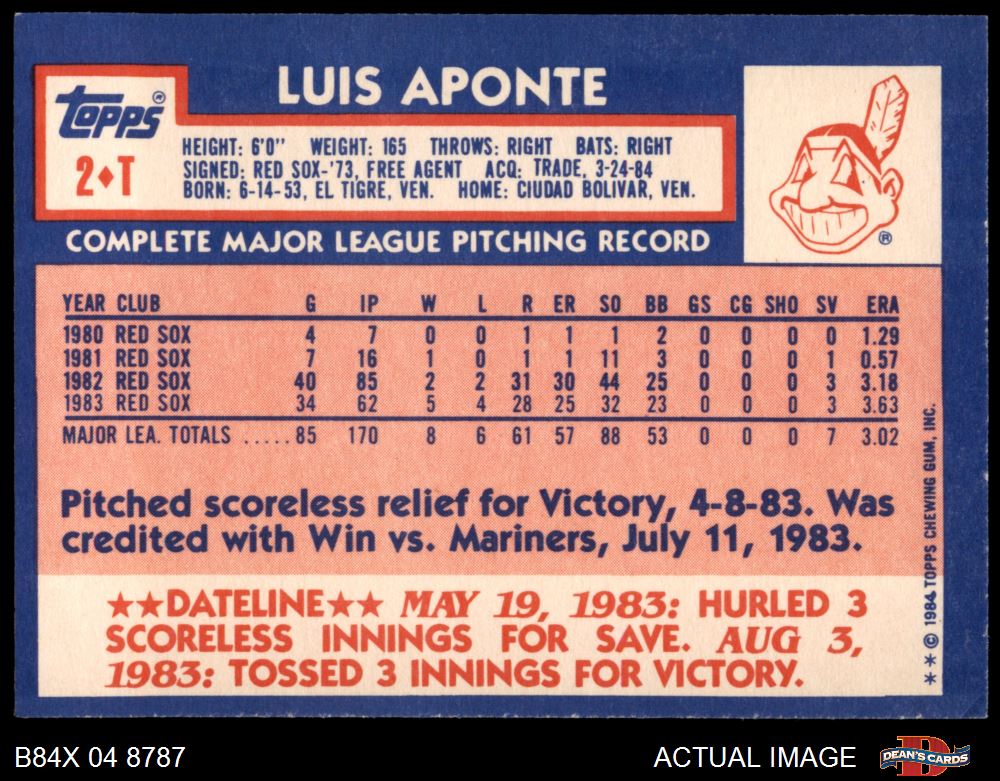 LUIS APONTE
Topps®
2♦T
HEIGHT: 6'0" WEIGHT: 165 THROWS: RIGHT BATS: RIGHT
SIGNED: RED SOX-'73, FREE AGENT ACQ: TRADE, 3-24-84
BORN: 6-14-53, EL TIGRE, VEN. HOME: CIUDAD BOLIVAR, VEN.
®
COMPLETE MAJOR LEAGUE PITCHING RECORD
YEAR CLUB G IP W L R ER SO BB GS CG SHO SV ERA
1980 RED SOX 4 7 0 0 1 1 1 2 0 0 0 0 1.29
1981 RED SOX 7 16 1 0 1 1 11 3 0 0 0 1 0.57
1982 RED SOX 40 85 2 2 31 30 44 25 0 0 0 3 3.18
1983 RED SOX 34 62 5 4 28 25 32 23 0 0 0 3 3.63
MAJOR LEA. TOTALS .....85 170 8 6 61 57 88 53 0 0 0 7 3.02
Pitched scoreless relief for Victory, 4-8-83. Was
credited with Win vs. Mariners, July 11, 1983.
★★DATELINE★★ MAY 19, 1983: HURLED 3
SCORELESS INNINGS FOR SAVE. AUG 3,
1983: TOSSED 3 INNINGS FOR VICTORY.
**© 1984 TOPPS CHEWING GUM, INC.
B84X 04 8787
ACTUAL IMAGE
DEAN'S CARDS